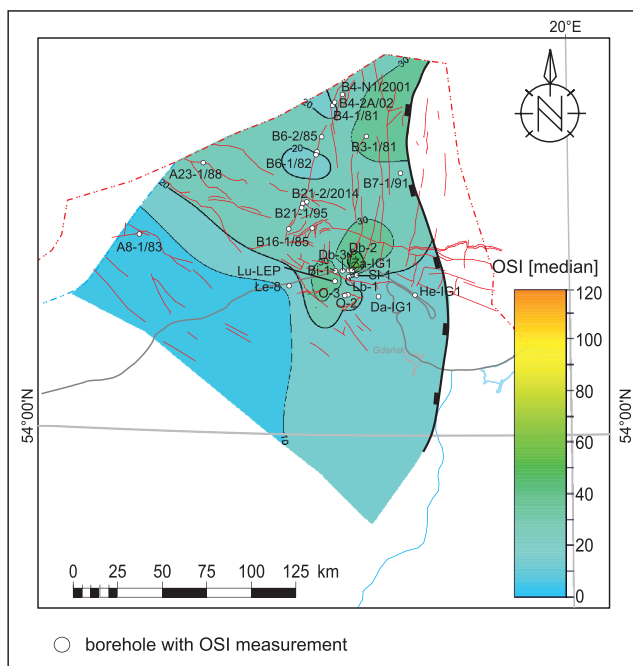 20°E
30
B4-N1/2001
20
B4-2A/02
B4-1/81
B6-2/85
B3-1/81
20
B6-1/82
A23-1/88
B7-1/91
20
B21-2/2014
B21-1/95
30
A8-1/83
B16-1/85
Db-2
Db-3
OSI [median]
Lu-LEP
Bi-1
Że-IG1
SI-1
Łe-8
Lb-1
O-3
O-2
He-IG1
Da-IG1
120
100
80
60
40
20
0
Gdańsk
54°00'N
54°00'N
10
0 25 50 75 100 125 km
borehole with OSI measurement